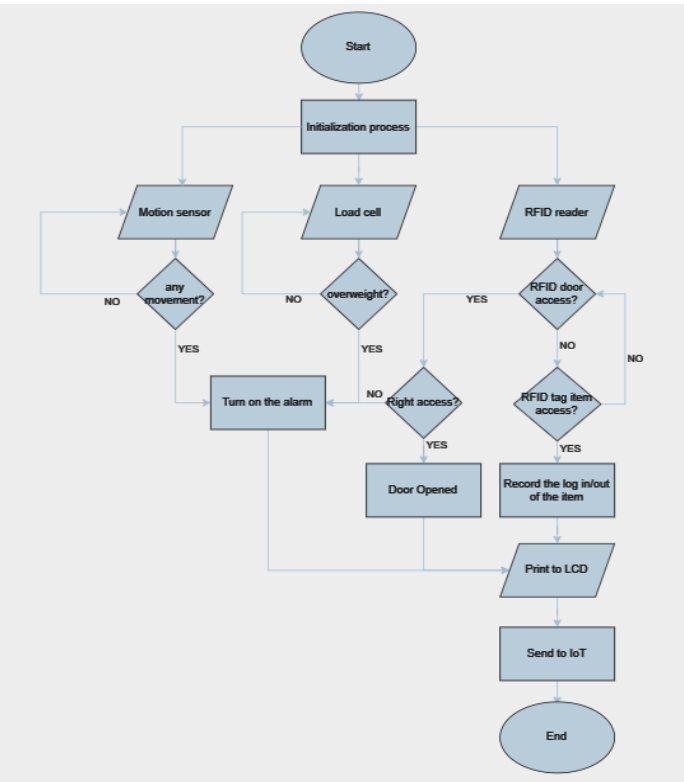 Start
Initialization process
Motion sensor
Load cell
RFID reader
any
movement?
NO
YES
overweight?
NO
YES
RFID door
access?
YES
NO
NO
RFID tag item
access?
YES
Turn on the alarm
NO
Right access?
YES
Door Opened
Record the log in/out
of the item
Print to LCD
Send to IoT
End